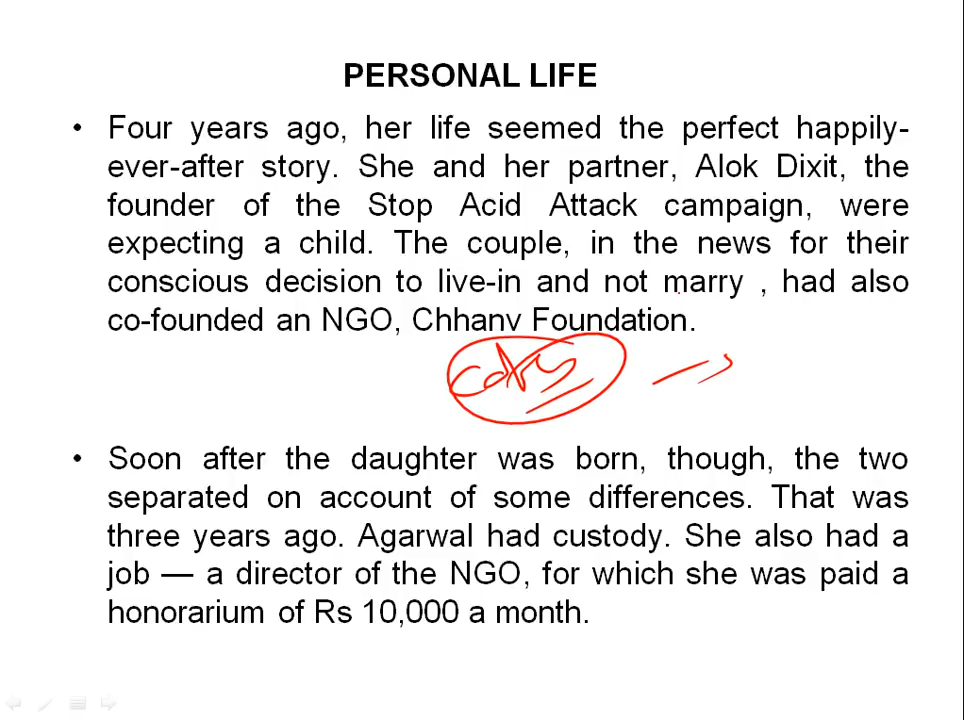 PERSONAL LIFE
• Four years ago, her life seemed the perfect happily-
ever-after story. She and her partner, Alok Dixit, the
founder of the Stop Acid Attack campaign, were
expecting a child. The couple, in the news for their
conscious decision to live-in and not marry , had also
co-founded an NGO, Chhanv Foundation.
• Soon after the daughter was born, though, the two
separated on account of some differences. That was
three years ago. Agarwal had custody. She also had a
job — a director of the NGO, for which she was paid a
honorarium of Rs 10,000 a month.